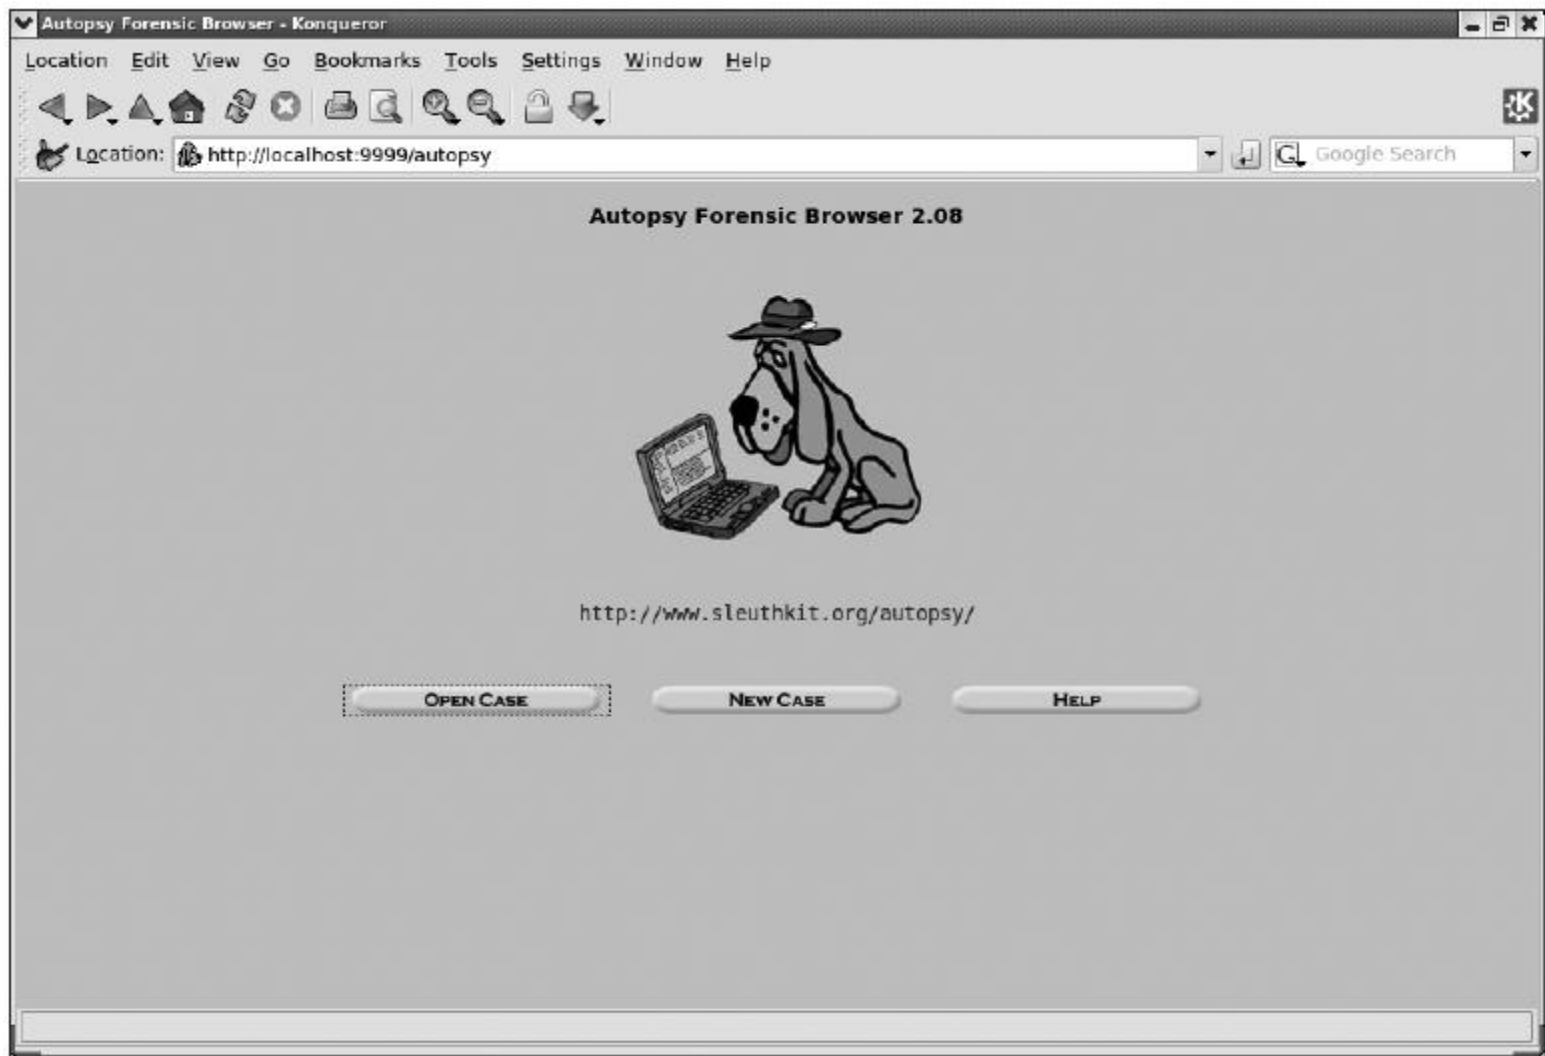 Autopsy Forensic Browser - Konqueror
Location Edit View Go Bookmarks Tools Settings Window Help
Location: http://localhost:9999/autopsy Google Search
Autopsy Forensic Browser 2.08
http://www.sleuthkit.org/autopsy/
OPEN CASE NEW CASE HELP